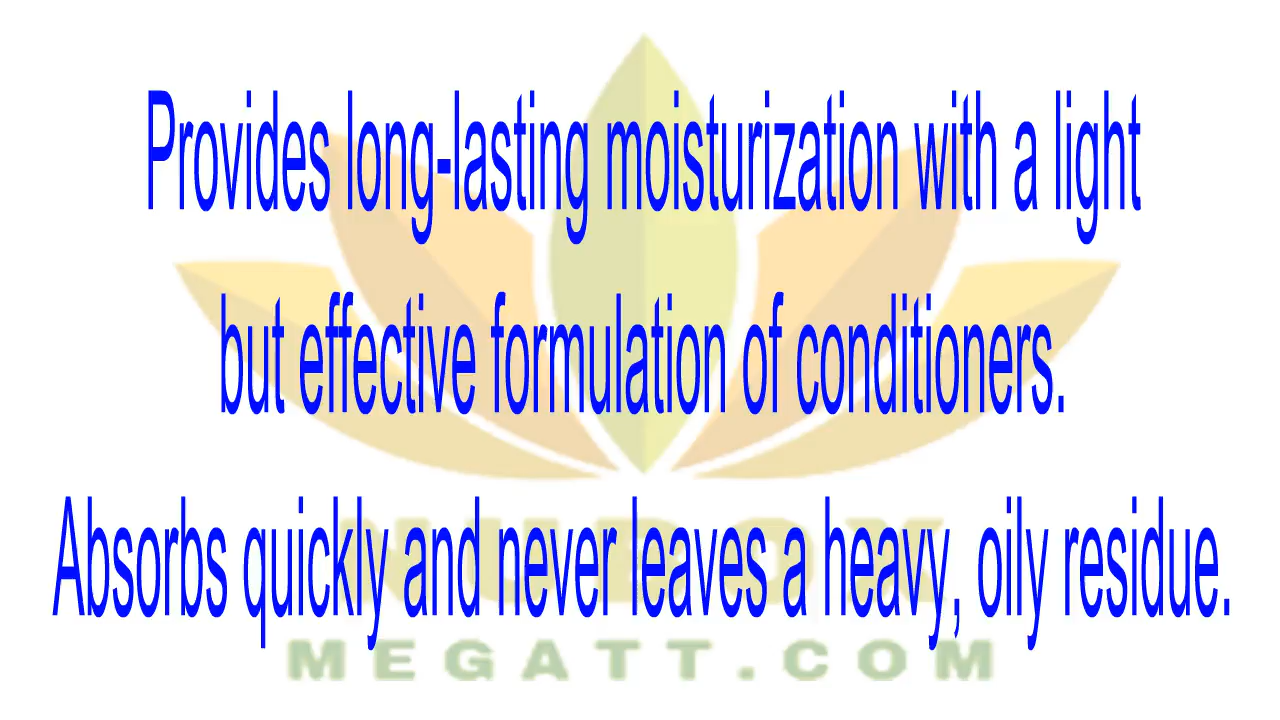 Provides long-lasting moisturization with a light
but effective formulation of conditioners.
Absorbs quickly and never leaves a heavy, oily residue.
MEGATT.COM